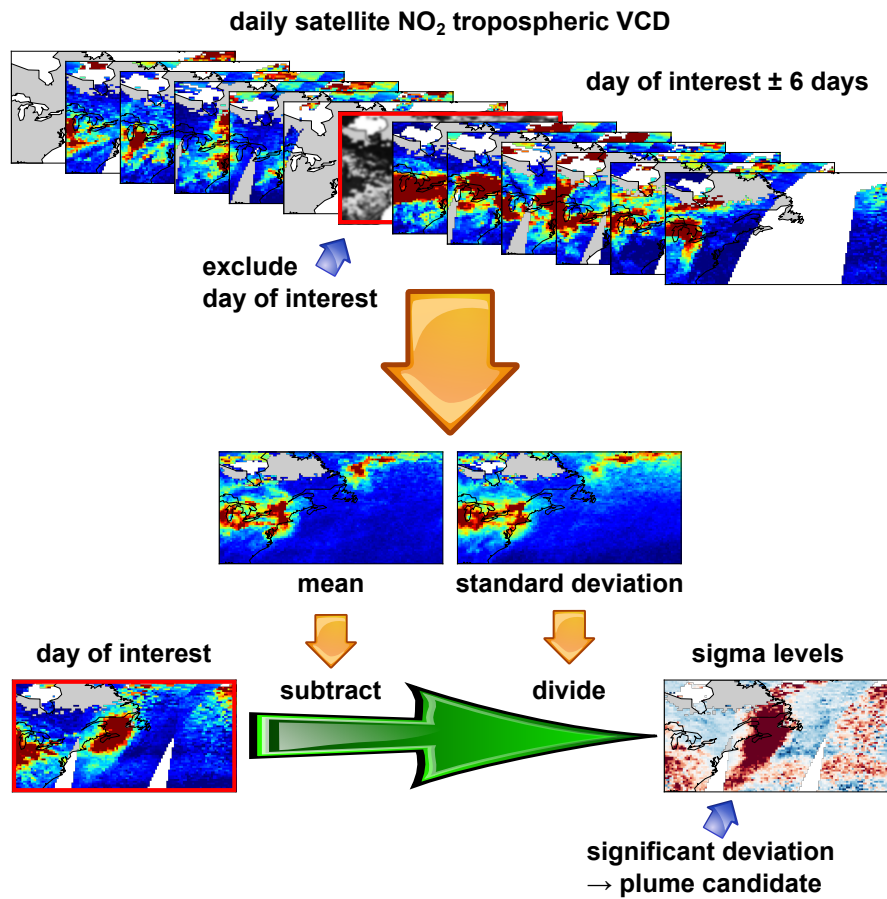 daily satellite NO₂ tropospheric VCD
day of interest ± 6 days
exclude
day of interest
mean
standard deviation
day of interest
subtract
divide
sigma levels
significant deviation
→ plume candidate